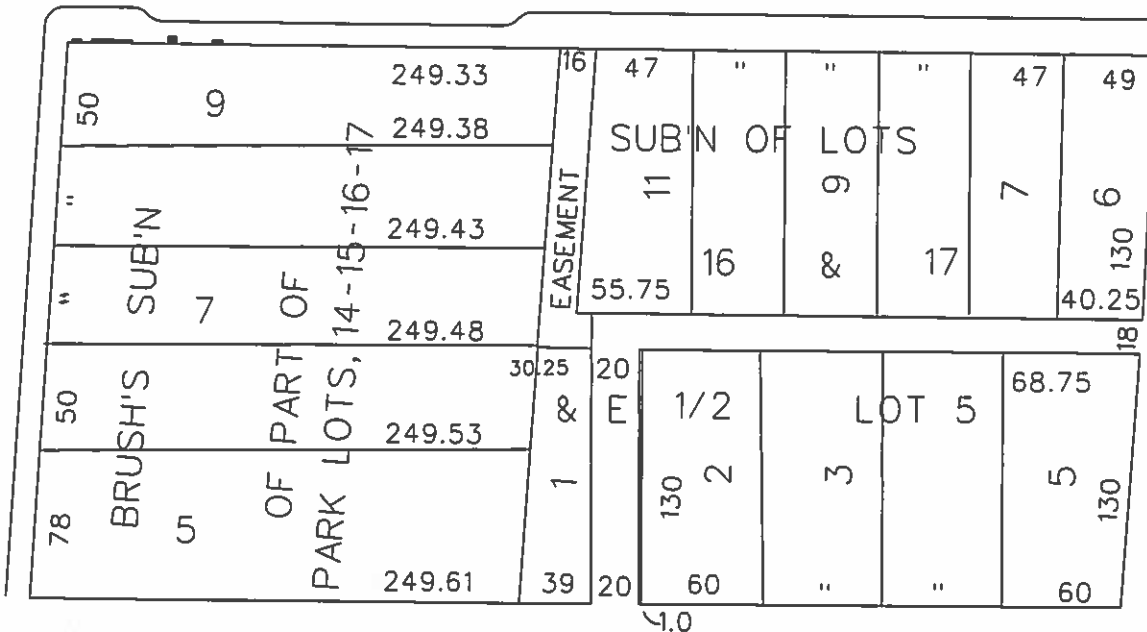 249.33
50
9
249.38
"
249.43
"
7
249.48
50
249.53
78
5
249.61
BRUSH'S SUB'N
OF PART OF
PARK LOTS, 14-15-16-17
EASEMENT
16
47 " " " 47 49
SUB'N OF LOTS
11 9 7 6
16 & 17
130
55.75
40.25
18
30.25
20
& E 1/2 LOT 5
68.75
1 2 3 5
130
130
39
20
60 " " 60
1.0